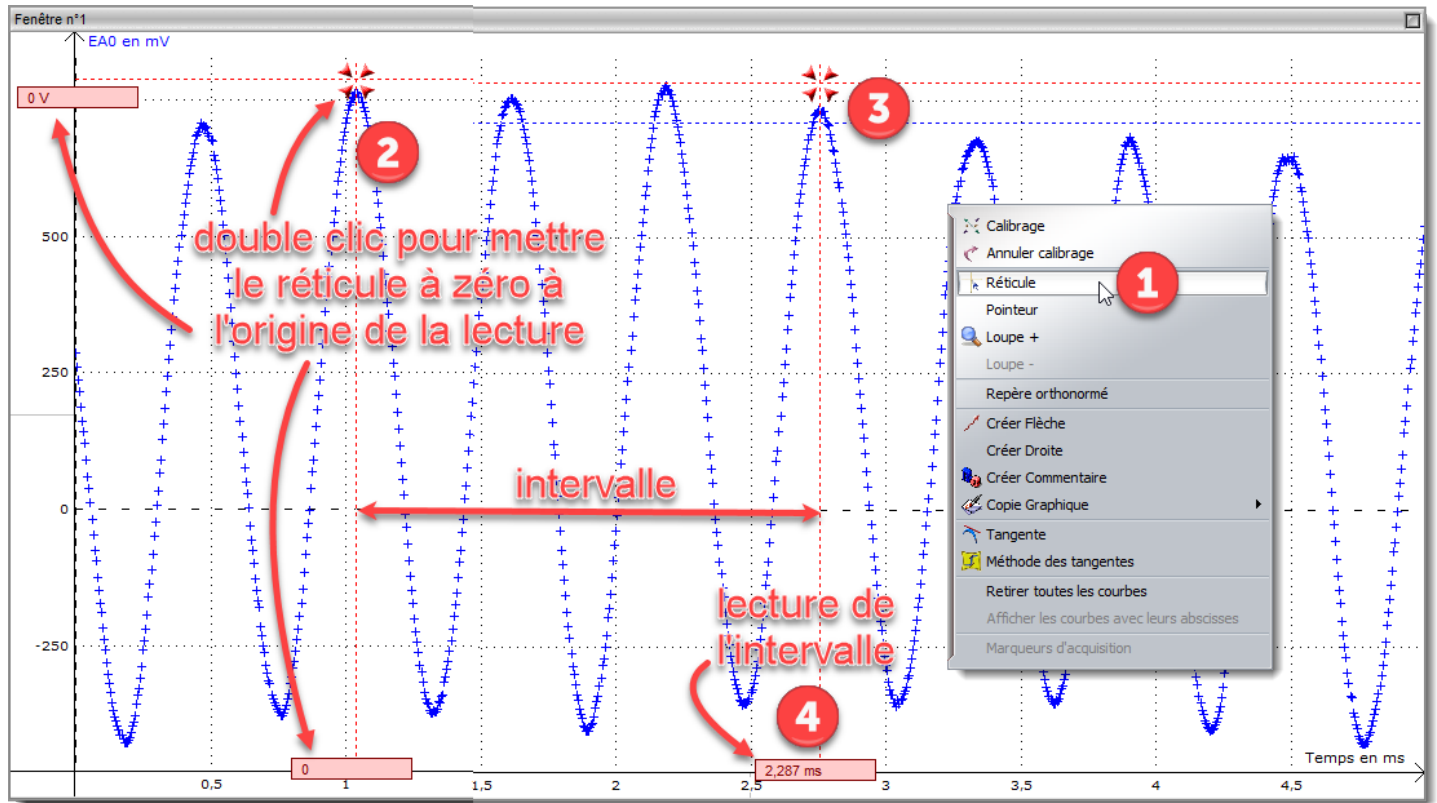 Fenêtre n°1
EA0 en mV
0 V
2
3
double clic pour mettre
le réticule à zéro à
l'origine de la lecture
Calibrage
Annuler calibrage
Réticule
1
Pointeur
Loupe +
Loupe -
Repère orthonormé
Créer Flèche
Créer Droite
Créer Commentaire
Copie Graphique
Tangente
Méthode des tangentes
Retirer toutes les courbes
Afficher les courbes avec leurs abscisses
Marqueurs d'acquisition
500
250
0
-250
intervalle
lecture de
l'intervalle
4
Temps en ms
0
2,287 ms
0,5 1 1,5 2 2,5 3 3,5 4 4,5